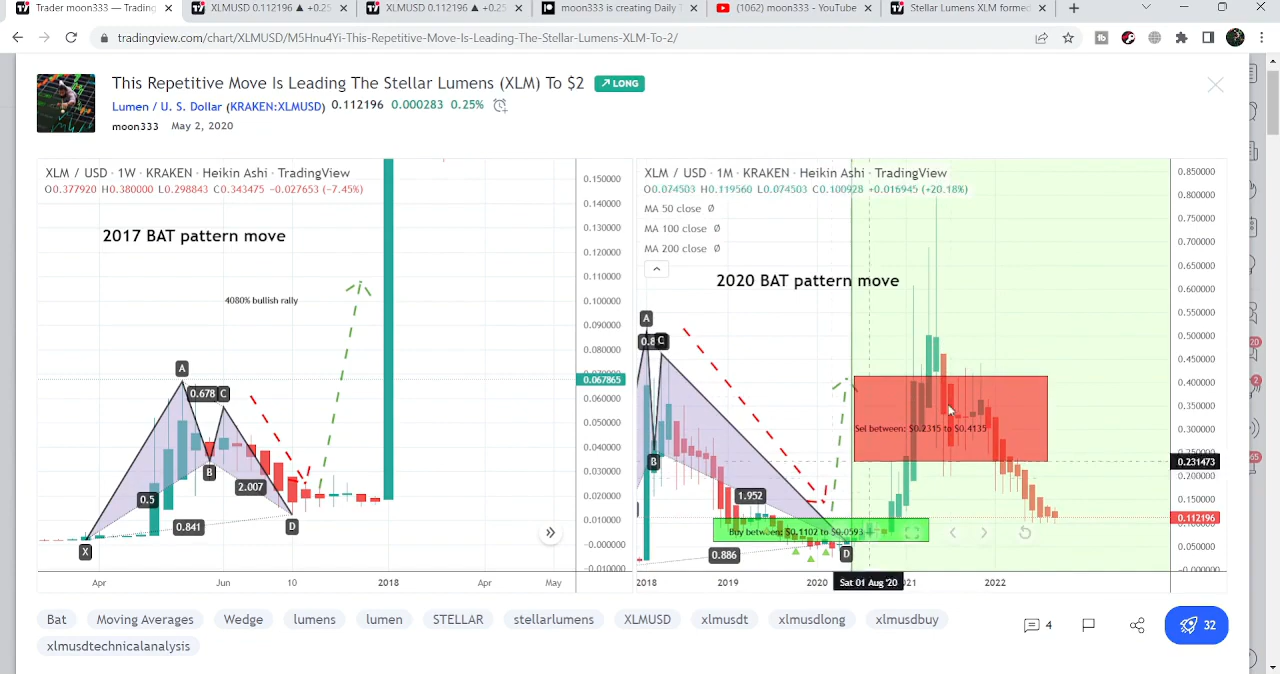 Trader moon333 — Trading
XLMUSD 0.112196 ▲ +0.25
XLMUSD 0.112196 ▲ +0.25
moon333 is creating Daily T
(1062) moon333 - YouTube
Stellar Lumens XLM formed
tradingview.com/chart/XLMUSD/M5Hnu4Yi-This-Repetitive-Move-Is-Leading-The-Stellar-Lumens-XLM-To-2/
This Repetitive Move Is Leading The Stellar Lumens (XLM) To $2
LONG
Lumen / U. S. Dollar (KRAKEN:XLMUSD) 0.112196 0.000283 0.25%
moon333 May 2, 2020
XLM / USD · 1W · KRAKEN · Heikin Ashi · TradingView
O0.377920 H0.380000 L0.298843 C0.343475 −0.027653 (−7.45%)
2017 BAT pattern move
4080% bullish rally
A
0.678
C
0.5
B
2.007
0.841
X
D
0.150000
0.140000
0.130000
0.120000
0.110000
0.100000
0.090000
0.080000
0.067865
0.060000
0.050000
0.040000
0.030000
0.020000
0.010000
-0.000000
-0.010000
Apr
Jun
10
2018
Apr
May
XLM / USD · 1M · KRAKEN · Heikin Ashi · TradingView
O0.074503 H0.119560 L0.074503 C0.100928 +0.016945 (+20.18%)
MA 50 close Ø
MA 100 close Ø
MA 200 close Ø
2020 BAT pattern move
A
0.8
C
B
1.952
0.886
D
Sel between: $0.2315 to $0.4135
Buy between: $0.1102 to $0.0593
0.850000
0.800000
0.750000
0.700000
0.650000
0.600000
0.550000
0.500000
0.450000
0.400000
0.350000
0.300000
0.231473
0.150000
0.112196
0.050000
-0.000000
2018
2019
2020
Sat 01 Aug '20
021
2022
Bat
Moving Averages
Wedge
lumens
lumen
STELLAR
stellarlumens
XLMUSD
xlmusdt
xlmusdlong
xlmusdbuy
xlmusdtechnicalanalysis
4
32